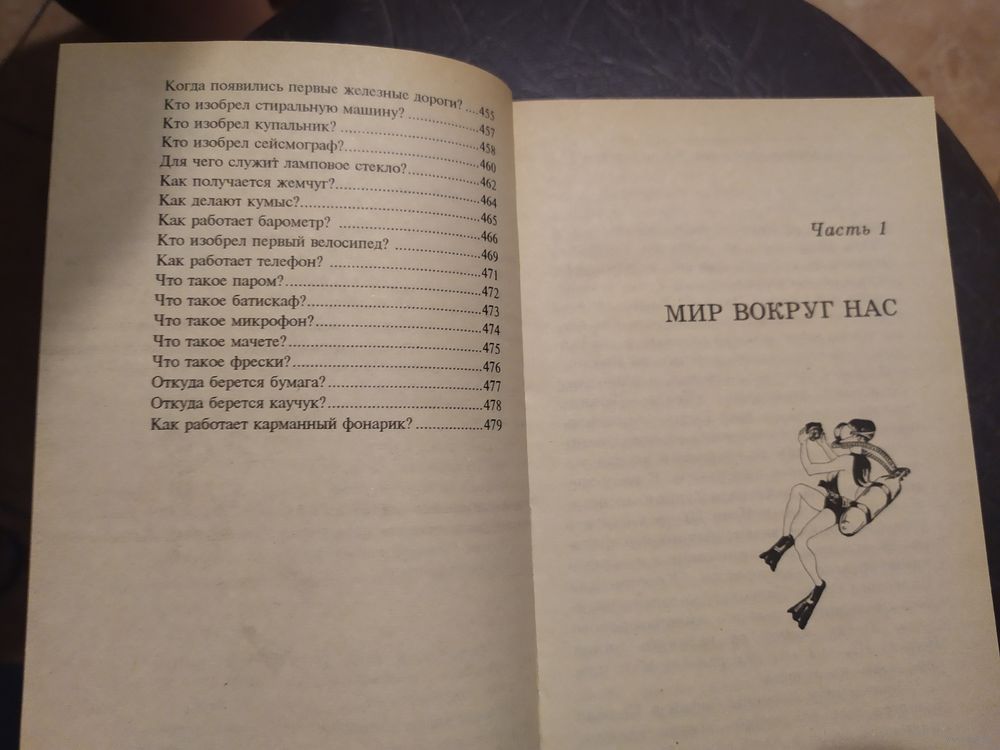 Когда появились первые железные дороги? ....455
Кто изобрел стиральную машину? ....457
Кто изобрел купальник? ....458
Кто изобрел сейсмограф? ....460
Для чего служит ламповое стекло? ....462
Как получается жемчуг? ....464
Как делают кумыс? ....465
Как работает барометр? ....466
Кто изобрел первый велосипед? ....469
Как работает телефон? ....471
Что такое паром? ....472
Что такое батискаф? ....473
Что такое микрофон? ....474
Что такое мачете? ....475
Что такое фрески? ....476
Откуда берется бумага? ....477
Откуда берется каучук? ....478
Как работает карманный фонарик? ....479
Часть 1
МИР ВОКРУГ НАС